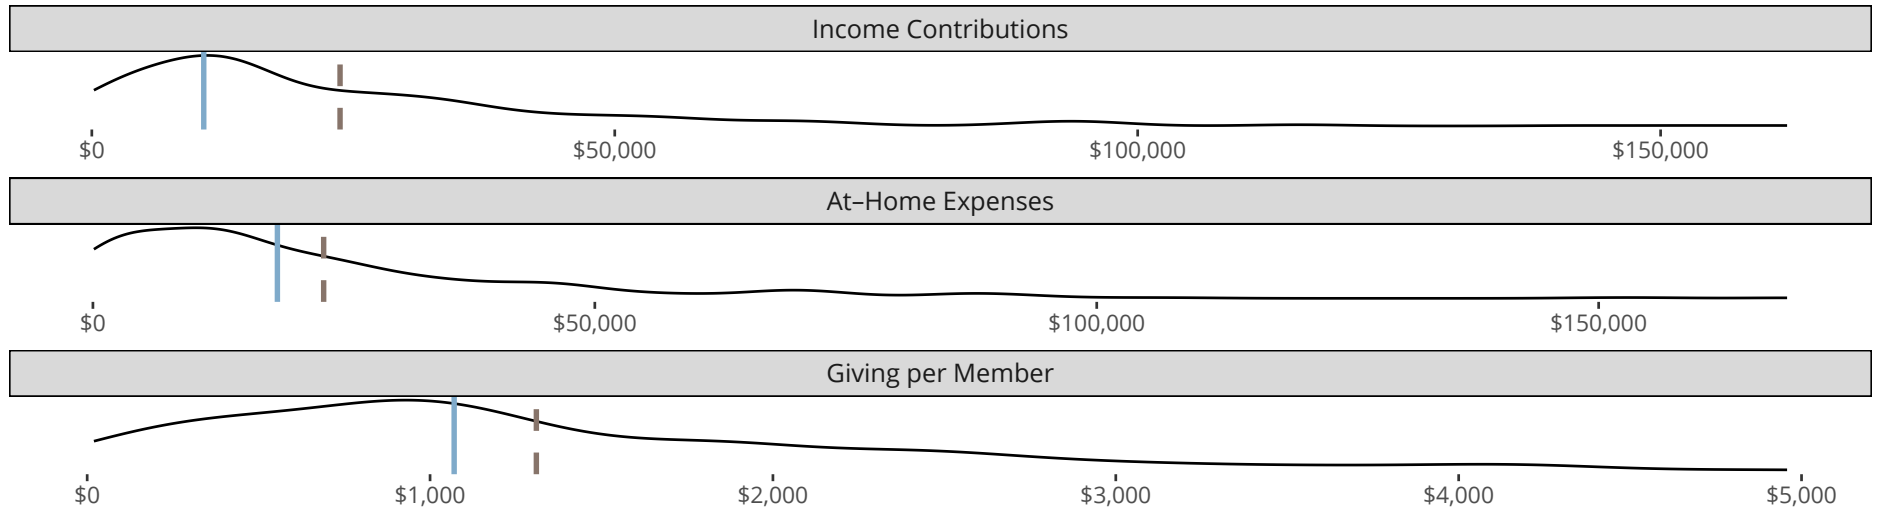 Income Contributions
$0 $50,000 $100,000 $150,000
At–Home Expenses
$0 $50,000 $100,000 $150,000
Giving per Member
$0 $1,000 $2,000 $3,000 $4,000 $5,000